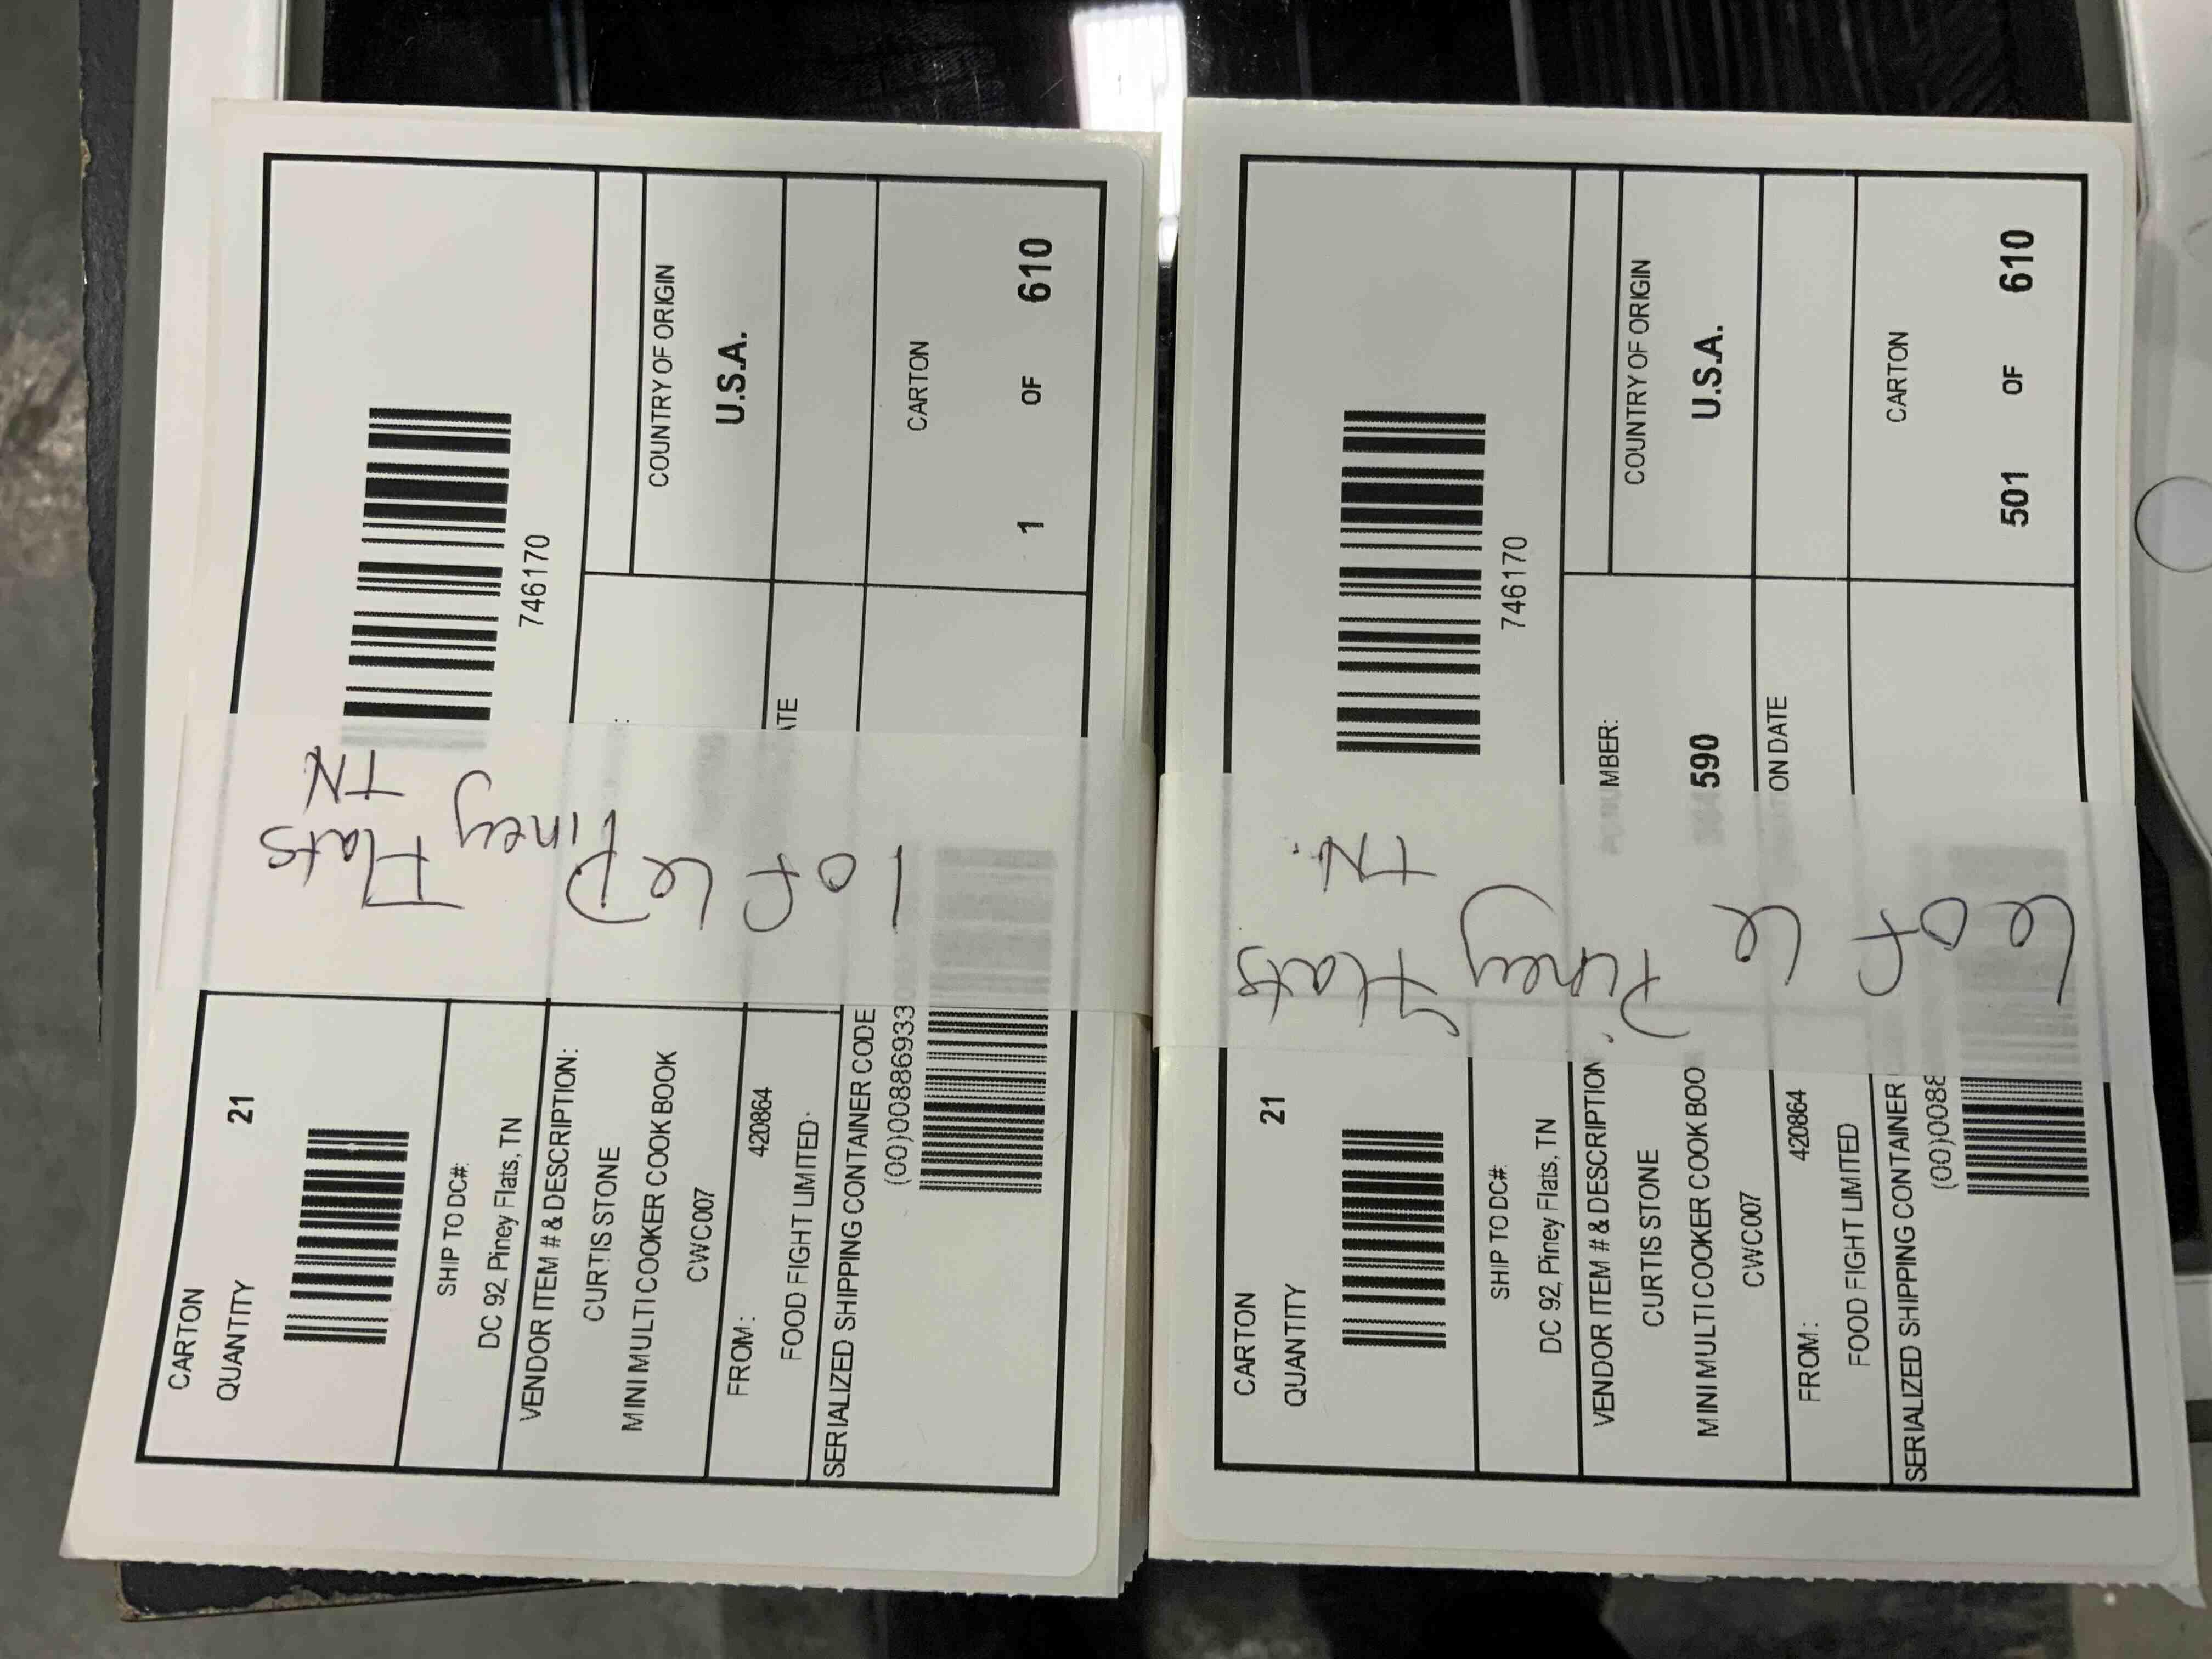 CARTON
QUANTITY 21
746170
SHIP TO DC#:
DC 92, Piney Flats, TN
VENDOR ITEM # & DESCRIPTION:
CURTIS STONE
MINI MULTI COOKER COOK BOOK
CWC007
COUNTRY OF ORIGIN
U.S.A.
FROM: 420864
FOOD FIGHT LIMITED
ATE
SERIALIZED SHIPPING CONTAINER CODE
(00)00886933
CARTON
1 OF 610
1 of 6
Piney
Flats
TN
CARTON
QUANTITY 21
746170
SHIP TO DC#:
DC 92, Piney Flats, TN
VENDOR ITEM # & DESCRIPTION
CURTIS STONE
MINI MULTI COOKER COOK BOO
CWC007
MBER:
590
COUNTRY OF ORIGIN
U.S.A.
FROM: 420864
FOOD FIGHT LIMITED
ON DATE
SERIALIZED SHIPPING CONTAINER
(00)0088
CARTON
501 OF 610
6 of 6
Piney
Flats
TN.